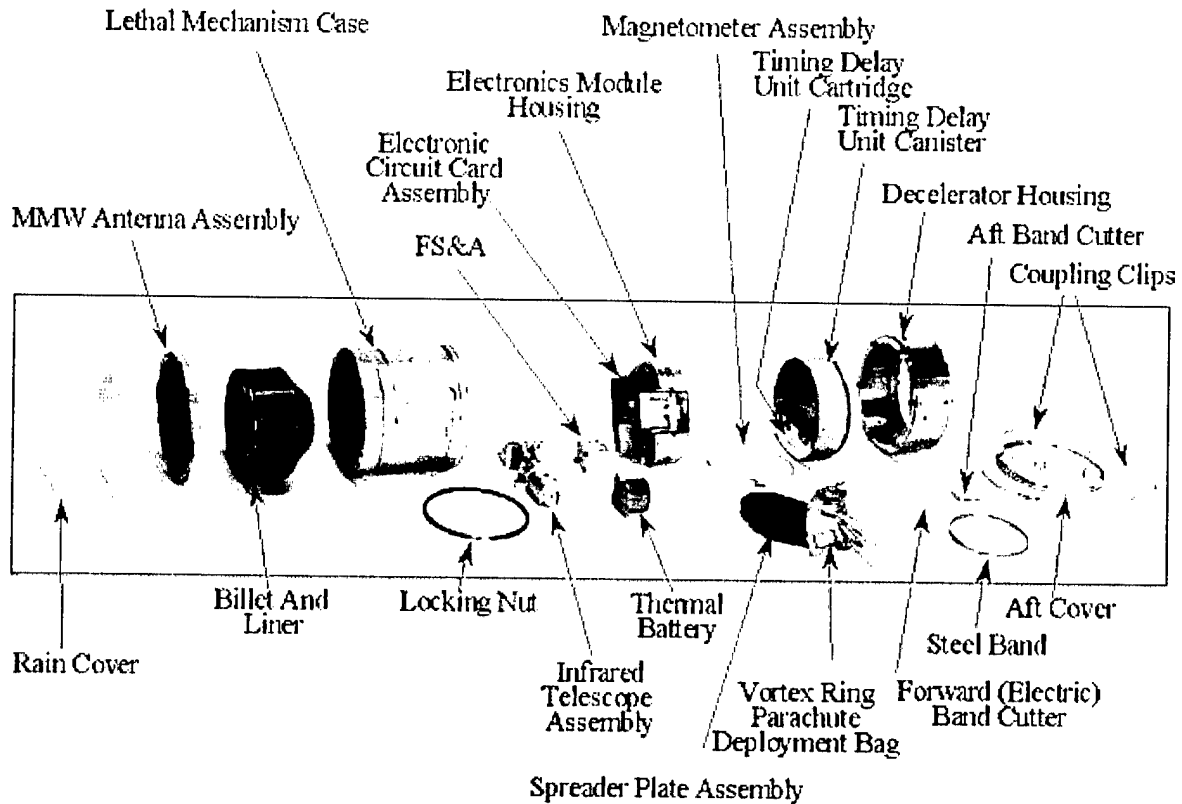 Lethal Mechanism Case
Magnetometer Assembly
Timing Delay
Unit Cartridge
Electronics Module
Housing
Timing Delay
Unit Canister
Electronic
Circuit Card
Assembly
Decelerator Housing
MMW Antenna Assembly
Aft Band Cutter
FS&A
Coupling Clips
Billet And
Liner
Locking Nut
Thermal
Battery
Aft Cover
Steel Band
Rain Cover
Infrared
Telescope
Assembly
Vortex Ring
Parachute
Deployment Bag
Forward (Electric)
Band Cutter
Spreader Plate Assembly